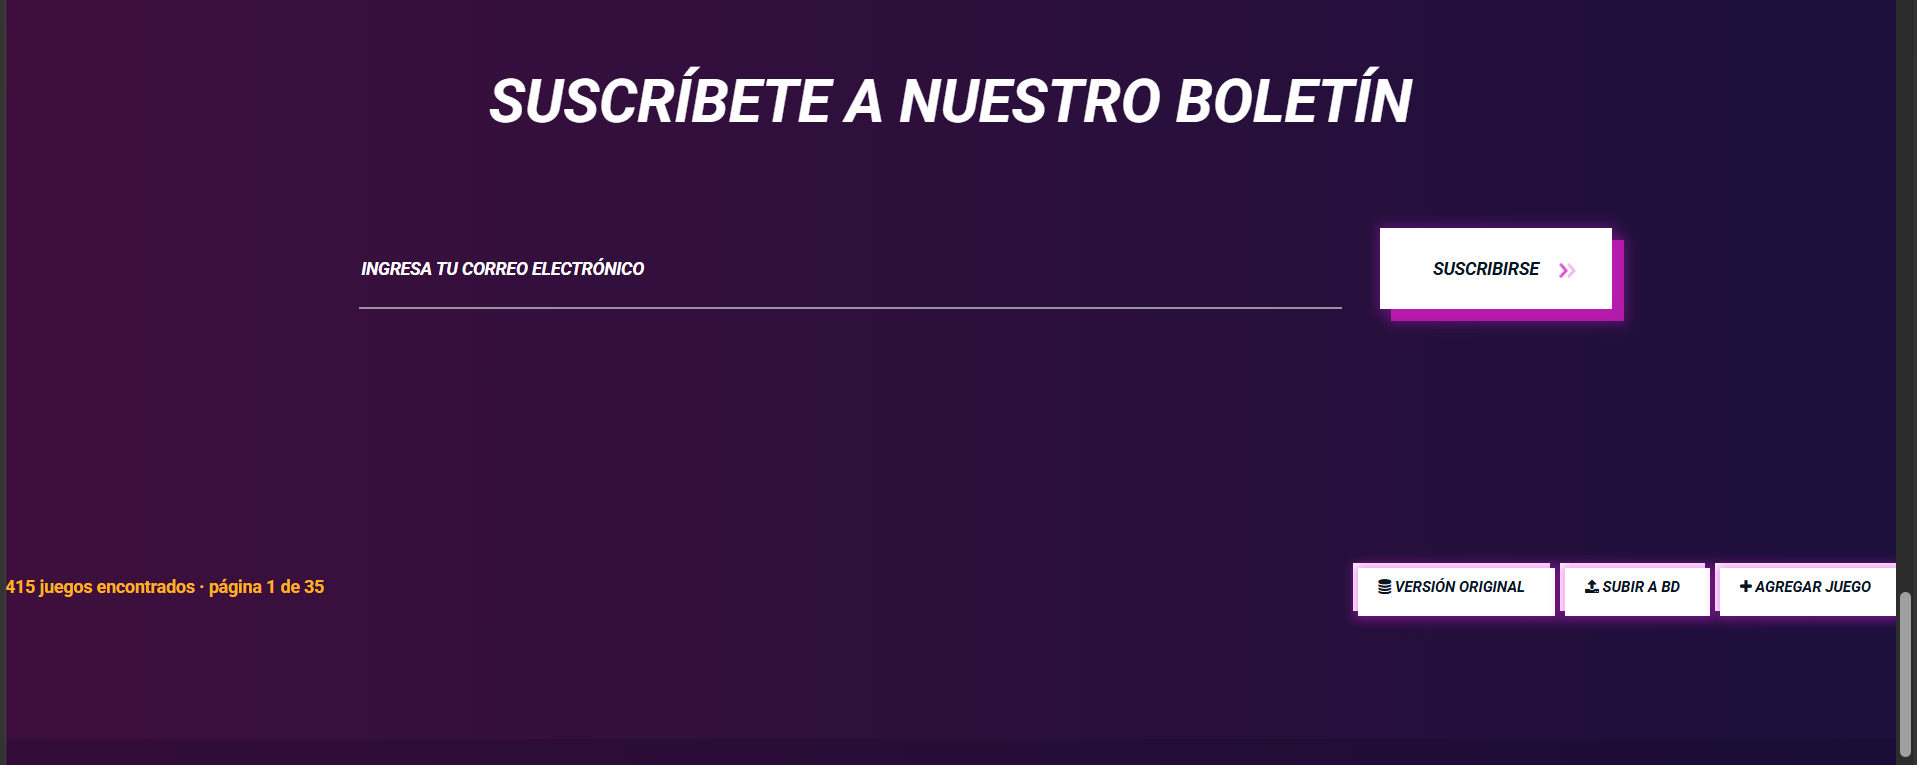 SUSCRÍBETE A NUESTRO BOLETÍN
INGRESA TU CORREO ELECTRÓNICO
SUSCRIBIRSE
415 juegos encontrados · página 1 de 35
VERSIÓN ORIGINAL
SUBIR A BD
AGREGAR JUEGO